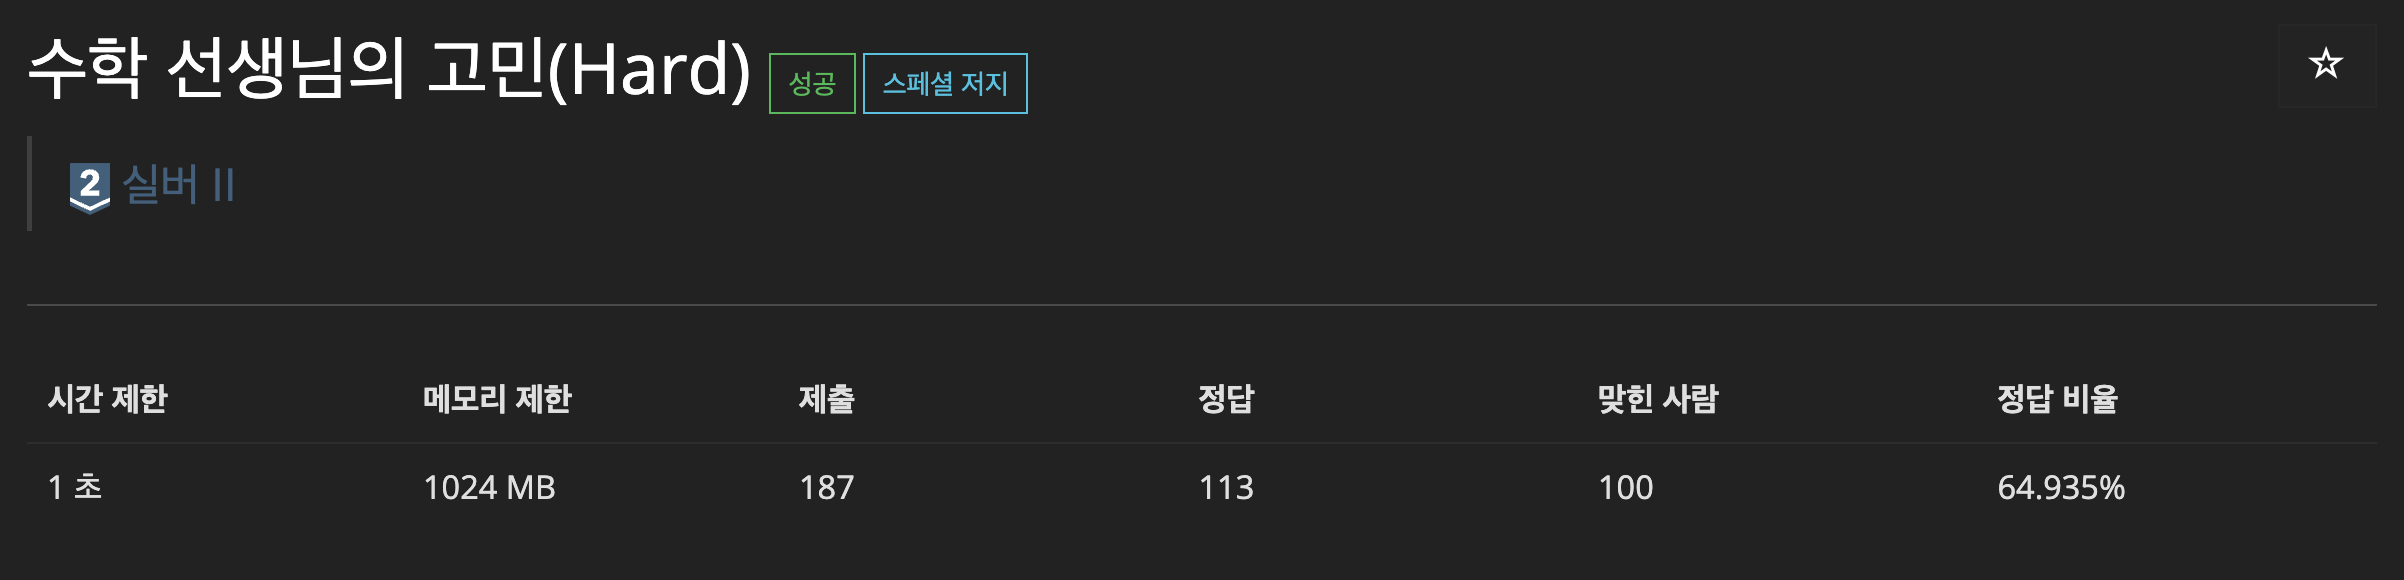 수학 선생님의 고민(Hard) 성공 스페셜 저지
2 실버 II
시간 제한 메모리 제한 제출 정답 맞힌 사람 정답 비율
1 초 1024 MB 187 113 100 64.935%